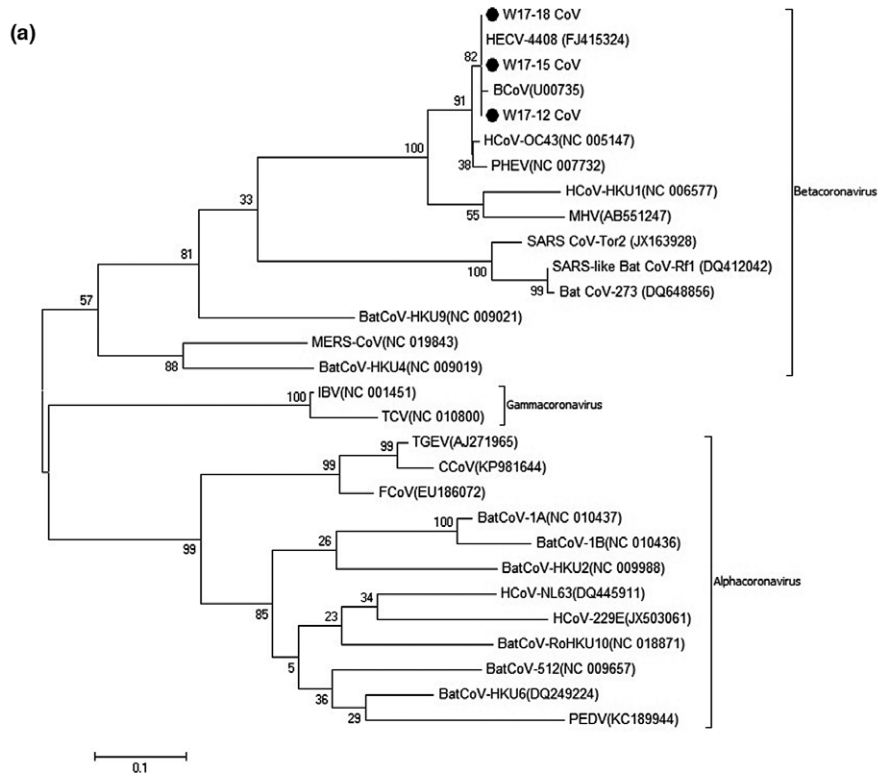 (a)
W17-18 CoV
HECV-4408 (FJ415324)
82
W17-15 CoV
BCoV(U00735)
91
W17-12 CoV
HCoV-OC43(NC 005147)
100
38
PHEV(NC 007732)
HCoV-HKU1(NC 006577)
Betacoronavirus
33
55
MHV(AB551247)
SARS CoV-Tor2 (JX163928)
81
100
SARS-like Bat CoV-Rf1 (DQ412042)
99
Bat CoV-273 (DQ648856)
57
BatCoV-HKU9(NC 009021)
MERS-CoV(NC 019843)
88
BatCoV-HKU4(NC 009019)
100
IBV(NC 001451)
Gammacoronavirus
TCV(NC 010800)
99
TGEV(AJ271965)
99
CCoV(KP981644)
FCoV(EU186072)
100
BatCoV-1A(NC 010437)
99
26
BatCoV-1B(NC 010436)
BatCoV-HKU2(NC 009988)
Alphacoronavirus
34
HCoV-NL63(DQ445911)
85
23
HCoV-229E(JX503061)
BatCoV-RoHKU10(NC 018871)
5
BatCoV-512(NC 009657)
36
BatCoV-HKU6(DQ249224)
29
PEDV(KC189944)
0.1